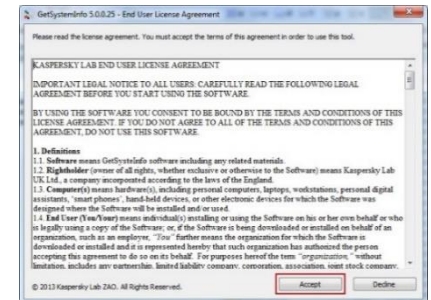 GetSystemInfo 5.0.0.25 - End User License Agreement
Please read the license agreement. You must accept the terms of this agreement in order to use this tool.
KASPERSKY LAB END USER LICENSE AGREEMENT
IMPORTANT LEGAL NOTICE TO ALL USERS: CAREFULLY READ THE FOLLOWING LEGAL
AGREEMENT BEFORE YOU START USING THE SOFTWARE.
BY USING THE SOFTWARE YOU CONSENT TO BE BOUND BY THE TERMS AND CONDITIONS OF THIS
LICENSE AGREEMENT. IF YOU DO NOT AGREE TO ALL OF THE TERMS AND CONDITIONS OF THIS
AGREEMENT, DO NOT USE THIS SOFTWARE.
1. Definitions
1.1. Software means GetSystemInfo software including any related materials.
1.2. Rightholder (owner of all rights, whether exclusive or otherwise to the Software) means Kaspersky Lab
UK Ltd., a company incorporated according to the laws of the England.
1.3. Computer(s) means hardware(s), including personal computers, laptops, workstations, personal digital
assistants, 'smart phones', hand-held devices, or other electronic devices for which the Software was
designed where the Software will be installed and/or used.
1.4. End User (You/Your) means individual(s) installing or using the Software on his or her own behalf or who
is legally using a copy of the Software; or, if the Software is being downloaded or installed on behalf of an
organization, such as an employer, "You" further means the organization for which the Software is
downloaded or installed and it is represented hereby that such organization has authorized the person
accepting this agreement to do so on its behalf. For purposes hereof the term "organization," without
limitation, includes any partnership, limited liability company, corporation, association, joint stock company,
© Kaspersky Lab ZAO. All Rights Reserved.
Accept
Decline